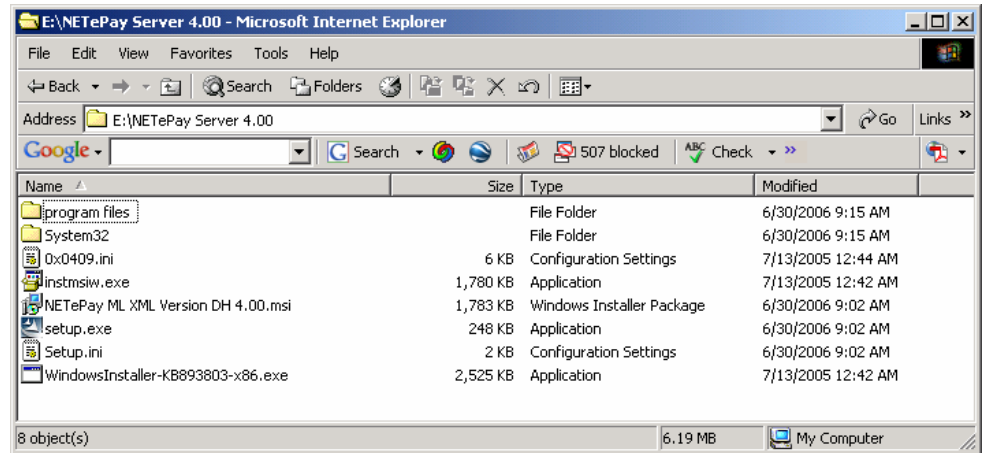 E:\NETePay Server 4.00 - Microsoft Internet Explorer
File Edit View Favorites Tools Help
Back Search Folders
Address E:\NETePay Server 4.00 Go Links »
Google Search 507 blocked ABC Check »
Name Size Type Modified
program files File Folder 6/30/2006 9:15 AM
System32 File Folder 6/30/2006 9:15 AM
0x0409.ini 6 KB Configuration Settings 7/13/2005 12:44 AM
instmsiw.exe 1,780 KB Application 7/13/2005 12:42 AM
NETePay ML XML Version DH 4.00.msi 1,783 KB Windows Installer Package 6/30/2006 9:02 AM
setup.exe 248 KB Application 6/30/2006 9:02 AM
Setup.ini 2 KB Configuration Settings 6/30/2006 9:02 AM
WindowsInstaller-KB893803-x86.exe 2,525 KB Application 7/13/2005 12:42 AM
8 object(s) 6.19 MB My Computer